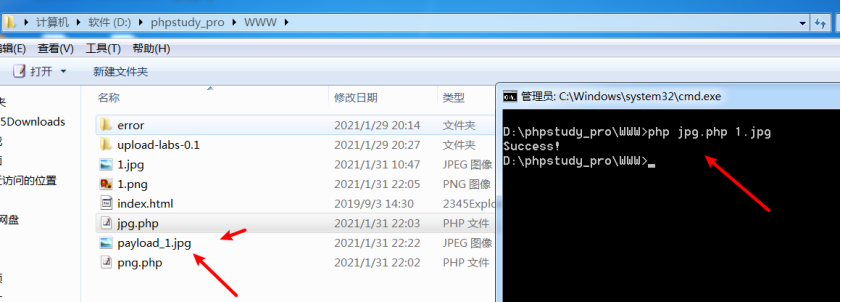 计算机 ▸ 软件 (D:) ▸ phpstudy_pro ▸ WWW ▸
编辑(E) 查看(V) 工具(T) 帮助(H)
打开 新建文件夹
名称 修改日期 类型
error 2021/1/29 20:14 文件夹
upload-labs-0.1 2021/1/29 20:27 文件夹
1.jpg 2021/1/31 10:47 JPEG 图像
1.png 2021/1/31 22:05 PNG 图像
index.html 2019/9/3 14:30 2345Explo
jpg.php 2021/1/31 22:03 PHP 文件
payload_1.jpg 2021/1/31 22:22 JPEG 图像
png.php 2021/1/31 22:02 PHP 文件
夹
5Downloads
近访问的位置
网盘
管理员: C:\Windows\system32\cmd.exe
D:\phpstudy_pro\WWW>php jpg.php 1.jpg
Success!
D:\phpstudy_pro\WWW>